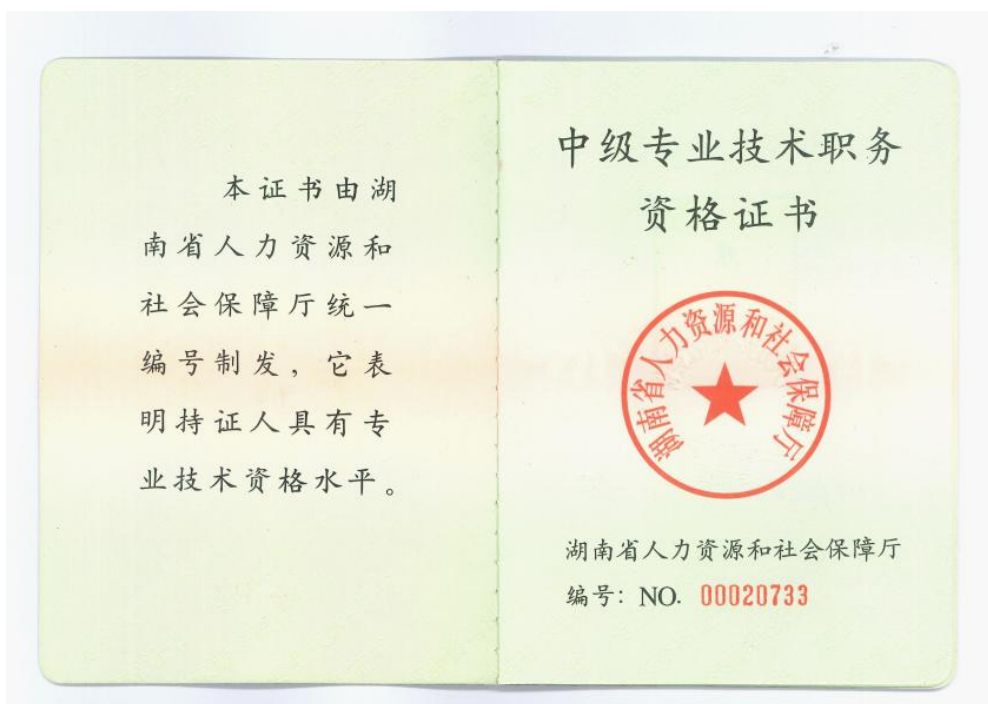 本证书由湖
南省人力资源和
社会保障厅统一
编号制发，它表
明持证人具有专
业技术资格水平。
中级专业技术职务
资格证书
湖南省人力资源和社会保障厅
湖南省人力资源和社会保障厅
编号：NO. 00020733